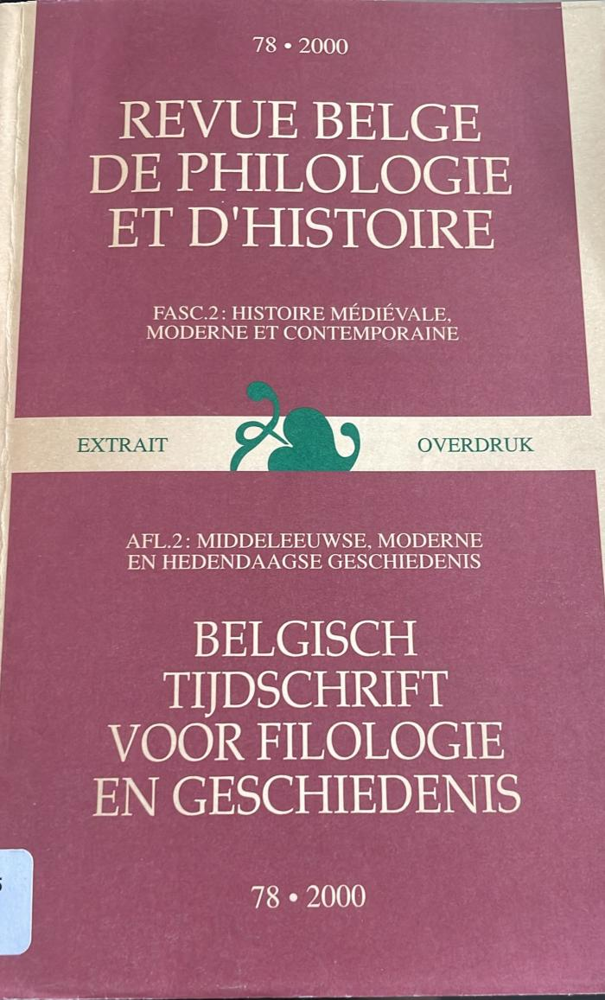 78 • 2000
REVUE BELGE
DE PHILOLOGIE
ET D'HISTOIRE
FASC.2: HISTOIRE MÉDIÉVALE,
MODERNE ET CONTEMPORAINE
EXTRAIT
OVERDRUK
AFL.2: MIDDELEEUWSE, MODERNE
EN HEDENDAAGSE GESCHIEDENIS
BELGISCH
TIJDSCHRIFT
VOOR FILOLOGIE
EN GESCHIEDENIS
78 • 2000